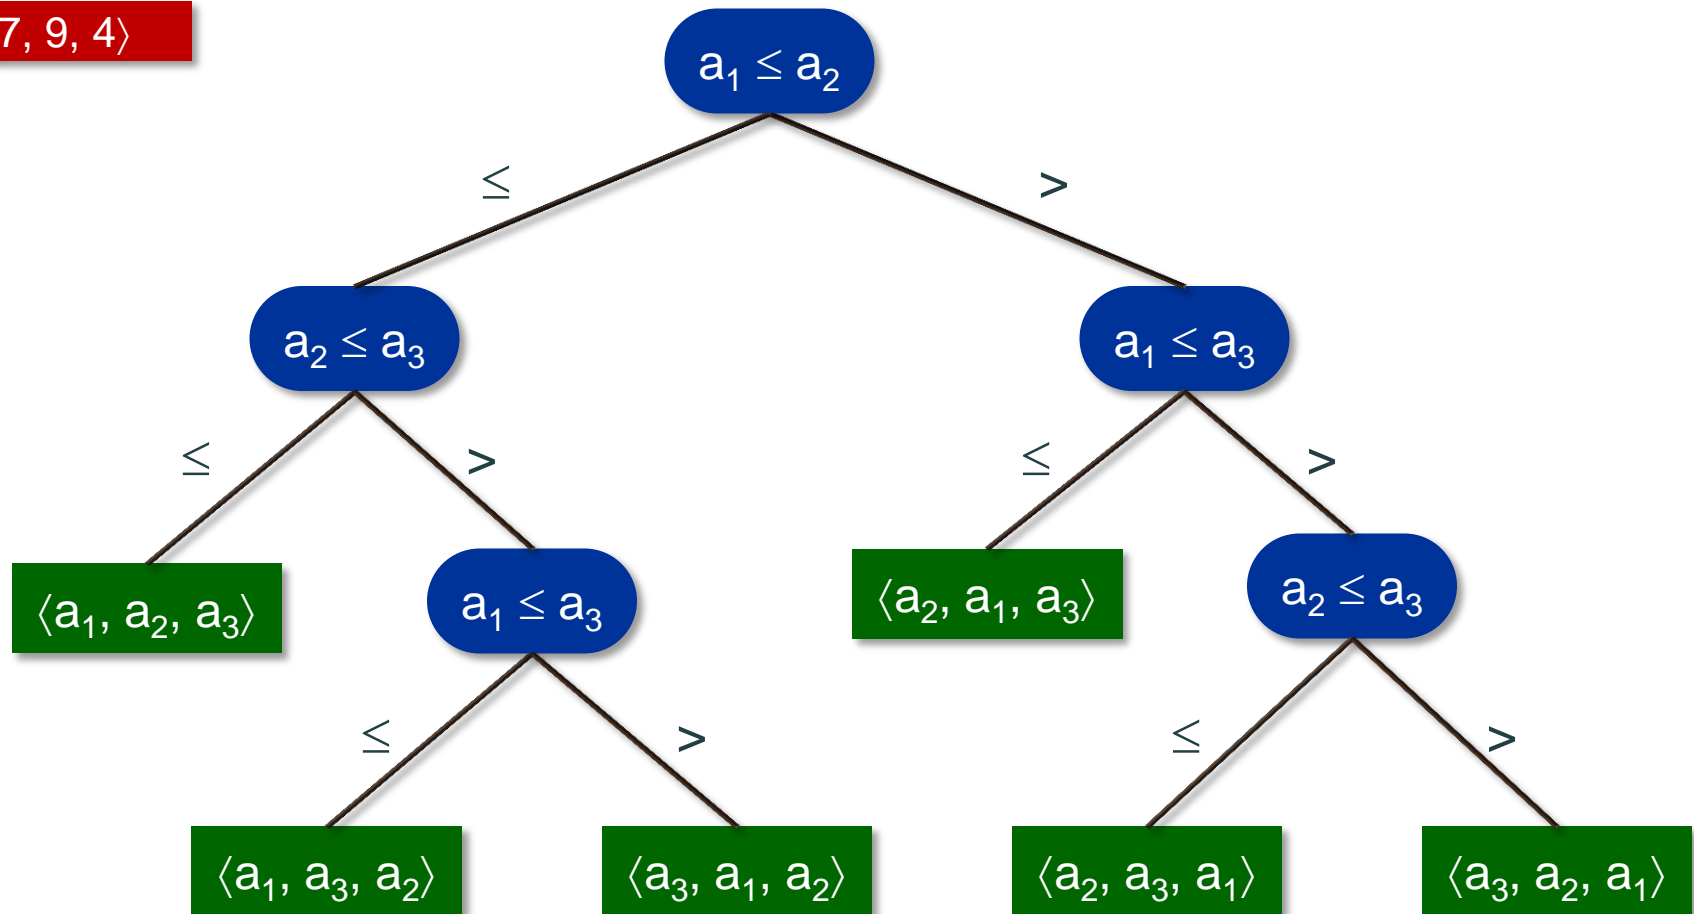 7, 9, 4⟩
a₁ ≤ a₂
≤ >
a₂ ≤ a₃ a₁ ≤ a₃
≤ > ≤ >
⟨a₁, a₂, a₃⟩ a₁ ≤ a₃ ⟨a₂, a₁, a₃⟩ a₂ ≤ a₃
≤ > ≤ >
⟨a₁, a₃, a₂⟩ ⟨a₃, a₁, a₂⟩ ⟨a₂, a₃, a₁⟩ ⟨a₃, a₂, a₁⟩